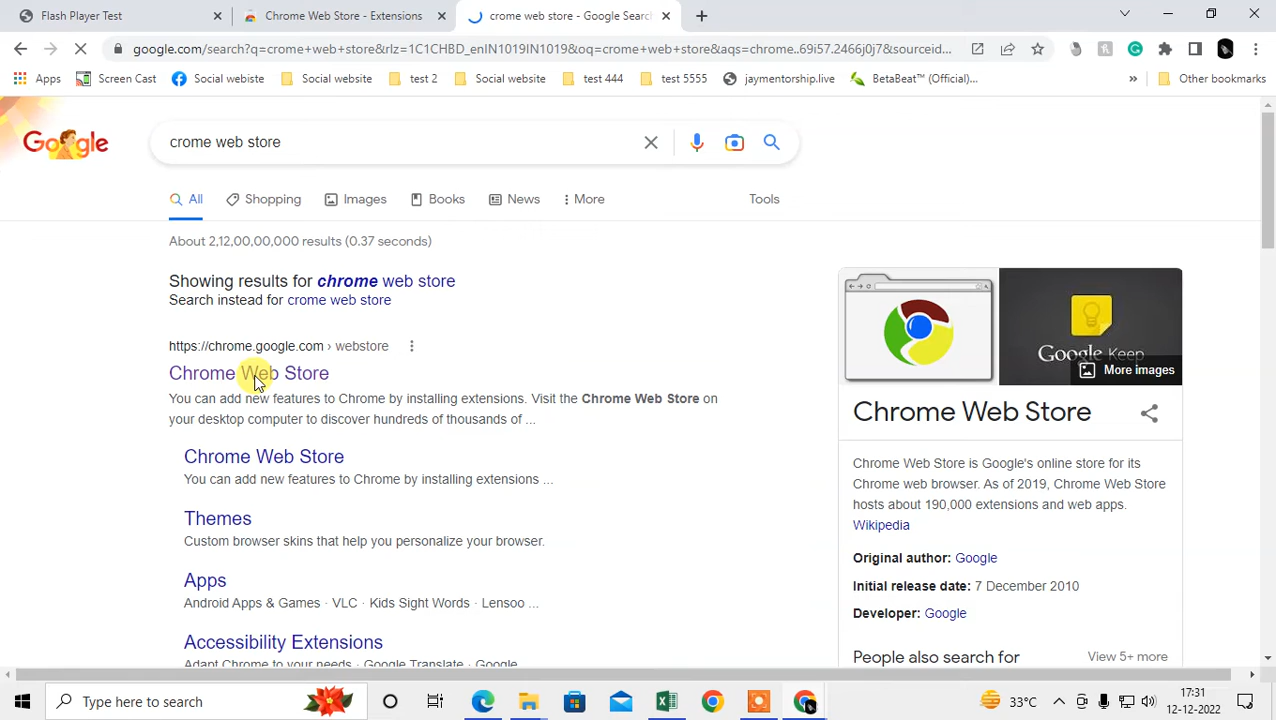 Flash Player Test
Chrome Web Store - Extensions
crome web store - Google Search
google.com/search?q=crome+web+store&rlz=1C1CHBD_enIN1019IN1019&oq=crome+web+store&aqs=chrome..69i57.2466j0j7&sourceid...
Apps
Screen Cast
Social webiste
Social website
test 2
Social website
test 444
test 5555
jaymentorship.live
BetaBeat™ (Official)...
»
Other bookmarks
Google
crome web store
All
Shopping
Images
Books
News
More
Tools
About 2,12,00,00,000 results (0.37 seconds)
Showing results for chrome web store
Search instead for crome web store
https://chrome.google.com › webstore
Chrome Web Store
You can add new features to Chrome by installing extensions. Visit the Chrome Web Store on
your desktop computer to discover hundreds of thousands of ...
Chrome Web Store
You can add new features to Chrome by installing extensions ...
Themes
Custom browser skins that help you personalize your browser.
Apps
Android Apps & Games · VLC · Kids Sight Words · Lensoo ...
Accessibility Extensions
Adapt Chrome to your needs · Google Translate · Google
Google Keep
More images
Chrome Web Store
Chrome Web Store is Google's online store for its
Chrome web browser. As of 2019, Chrome Web Store
hosts about 190,000 extensions and web apps.
Wikipedia
Original author: Google
Initial release date: 7 December 2010
Developer: Google
People also search for
View 5+ more
Type here to search
33°C
17:31
12-12-2022